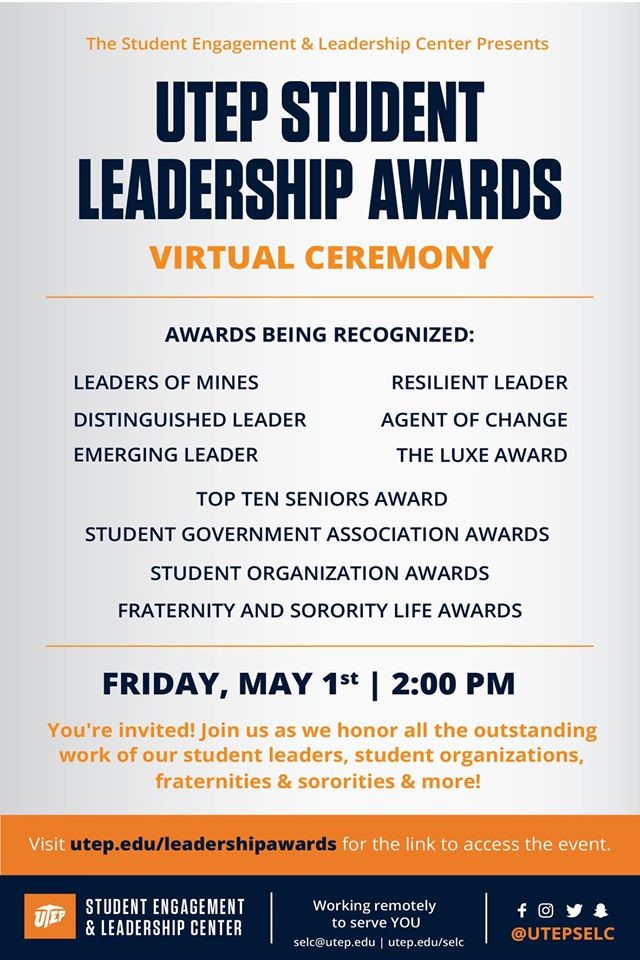 The Student Engagement & Leadership Center Presents
UTEP STUDENT
LEADERSHIP AWARDS
VIRTUAL CEREMONY
AWARDS BEING RECOGNIZED:
LEADERS OF MINES
RESILIENT LEADER
DISTINGUISHED LEADER
AGENT OF CHANGE
EMERGING LEADER
THE LUXE AWARD
TOP TEN SENIORS AWARD
STUDENT GOVERNMENT ASSOCIATION AWARDS
STUDENT ORGANIZATION AWARDS
FRATERNITY AND SORORITY LIFE AWARDS
FRIDAY, MAY 1st | 2:00 PM
You're invited! Join us as we honor all the outstanding
work of our student leaders, student organizations,
fraternities & sororities & more!
Visit utep.edu/leadershipawards for the link to access the event.
UTEP
STUDENT ENGAGEMENT
& LEADERSHIP CENTER
Working remotely
to serve YOU
selc@utep.edu | utep.edu/selc
@UTEPSELC